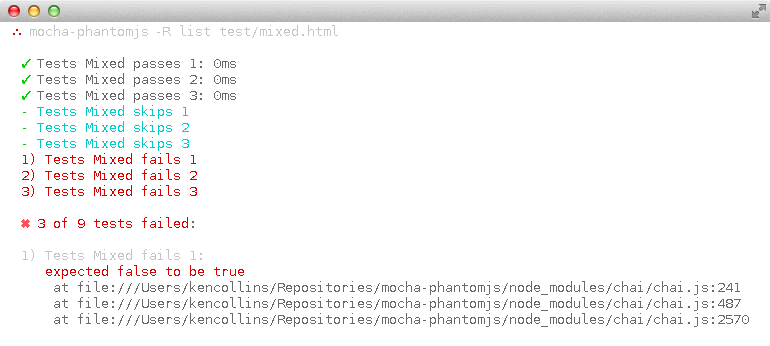 ∴ mocha-phantomjs -R list test/mixed.html
✓ Tests Mixed passes 1: 0ms
✓ Tests Mixed passes 2: 0ms
✓ Tests Mixed passes 3: 0ms
- Tests Mixed skips 1
- Tests Mixed skips 2
- Tests Mixed skips 3
1) Tests Mixed fails 1
2) Tests Mixed fails 2
3) Tests Mixed fails 3
✖ 3 of 9 tests failed:
1) Tests Mixed fails 1:
expected false to be true
at file:///Users/kencollins/Repositories/mocha-phantomjs/node_modules/chai/chai.js:241
at file:///Users/kencollins/Repositories/mocha-phantomjs/node_modules/chai/chai.js:487
at file:///Users/kencollins/Repositories/mocha-phantomjs/node_modules/chai/chai.js:2570